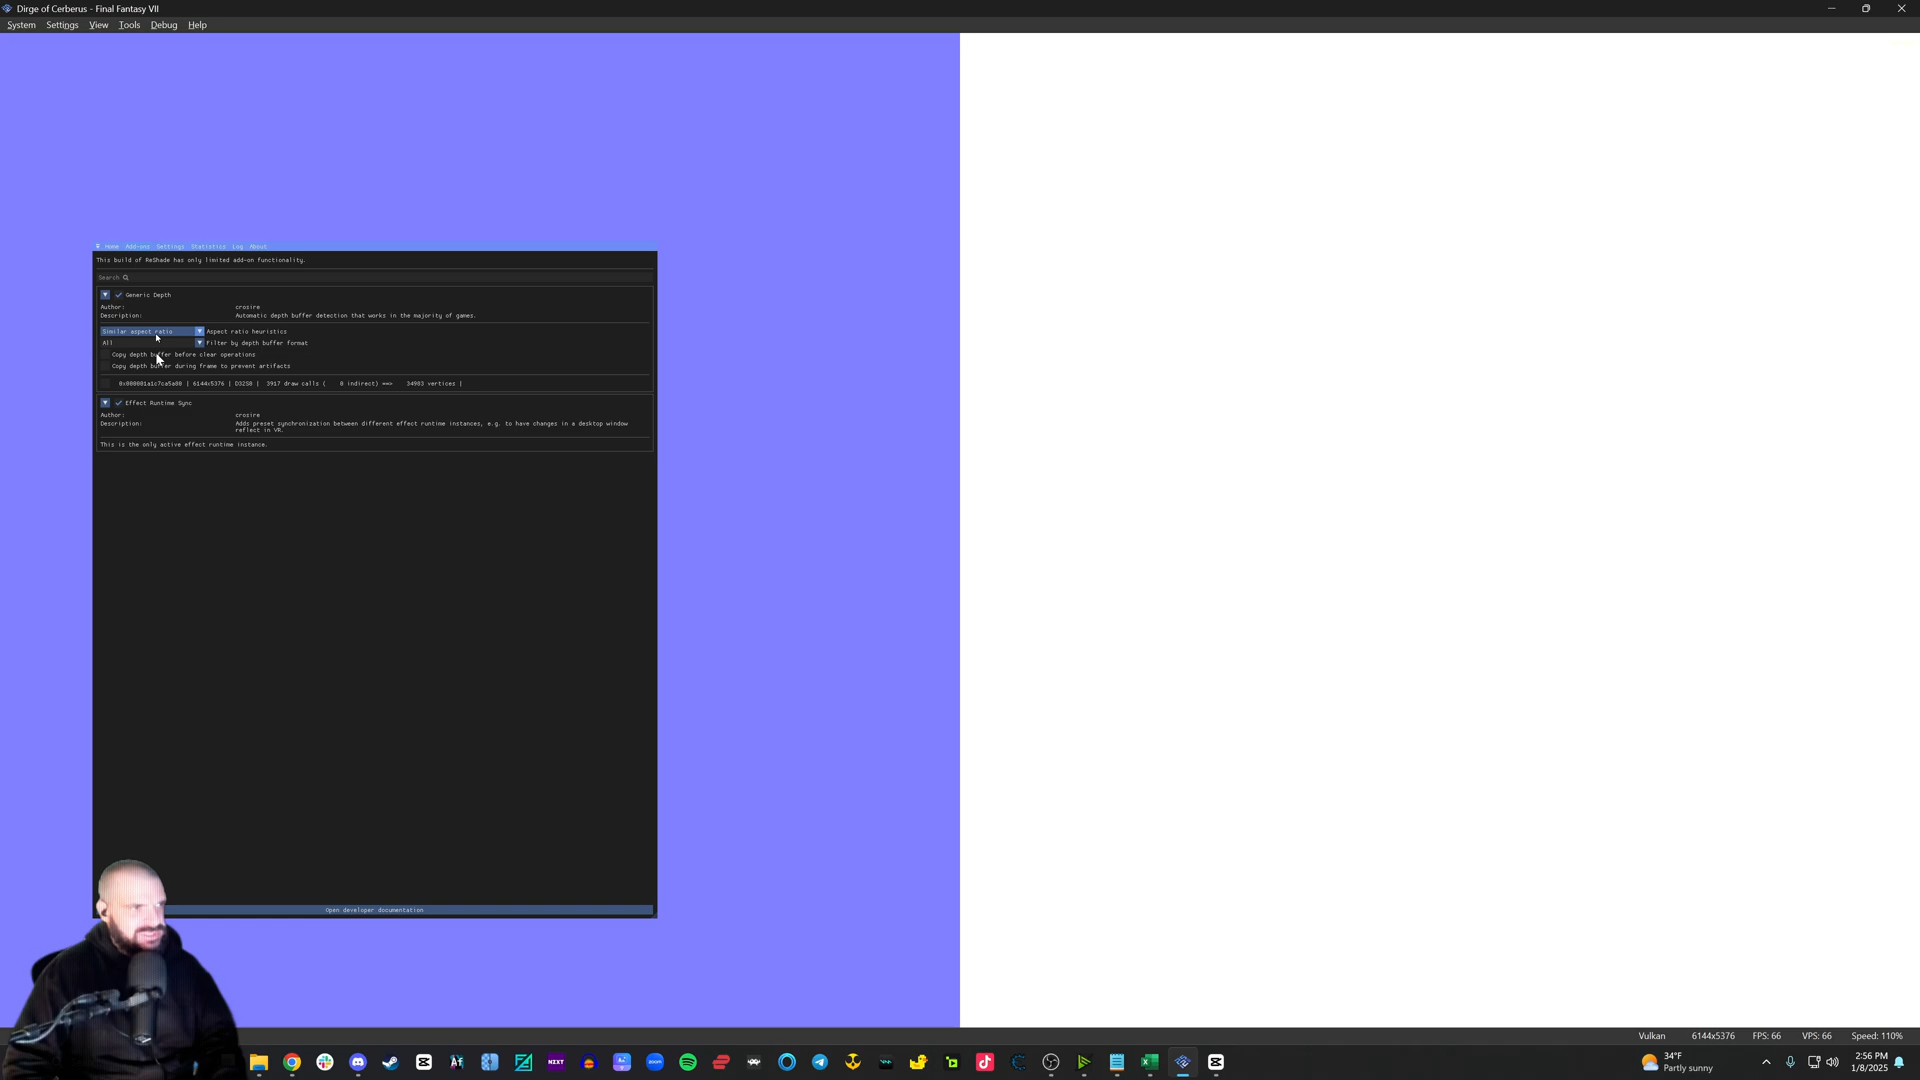 Dirge of Cerberus - Final Fantasy VII
System Settings View Tools Debug Help
Home Add-ons Settings Statistics Log About
This build of ReShade has only limited add-on functionality.
Search
Generic Depth
Author: crosire
Description: Automatic depth buffer detection that works in the majority of games.
Similar aspect ratio Aspect ratio heuristics
All Filter by depth buffer format
Copy depth buffer before clear operations
Copy depth buffer during frame to prevent artifacts
| 6144x5376 | D32S8 | 3917 draw calls ( 0 indirect) ==> 34983 vertices |
Effect Runtime Sync
Author: crosire
Description: Adds preset synchronization between different effect runtime instances, e.g. to have changes in a desktop window
reflect in VR.
This is the only active effect runtime instance.
Open developer documentation
Vulkan 6144x5376 FPS: 66 VPS: 66 Speed: 110%
NZXT
zoom
34°F
Partly sunny
2:56 PM
1/8/2025